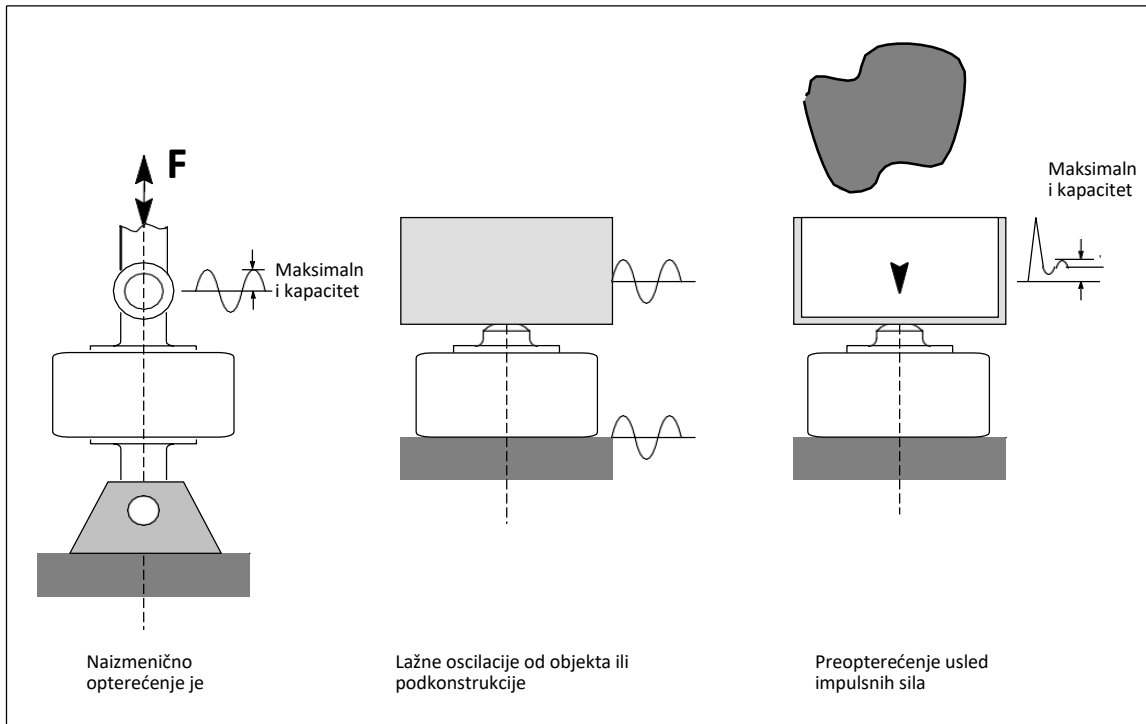 F
Maksimaln
i kapacitet
Maksimaln
i kapacitet
Naizmenično
opterećenje je
Lažne oscilacije od objekta ili
podkonstrukcije
Preopterećenje usled
impulsnih sila